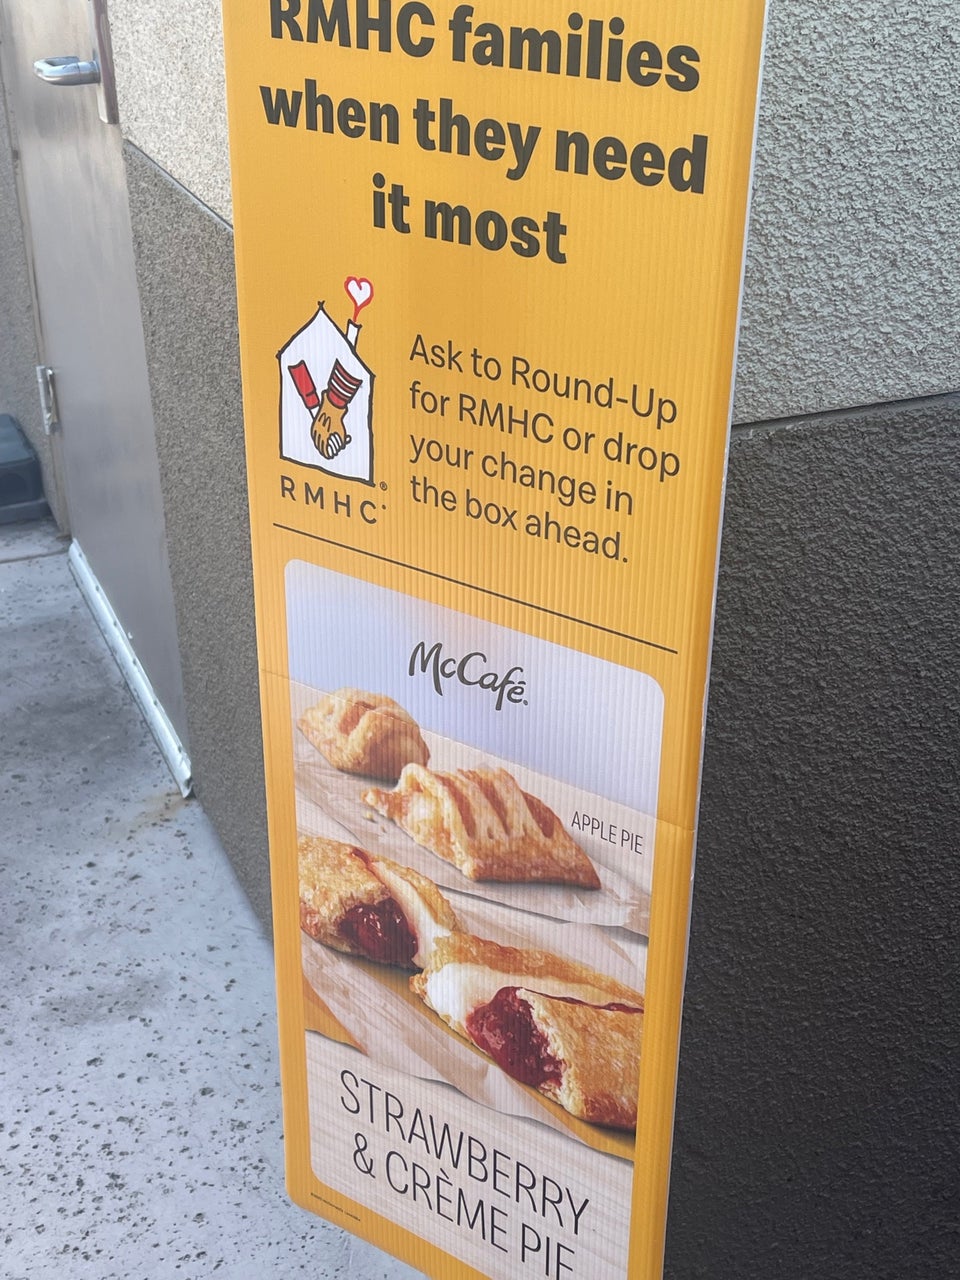 RMHC families
when they need
it most
Ask to Round-Up
for RMHC or drop
your change in
the box ahead.
RMHC®
McCafé®
APPLE PIE
STRAWBERRY
& CRÈME PIE